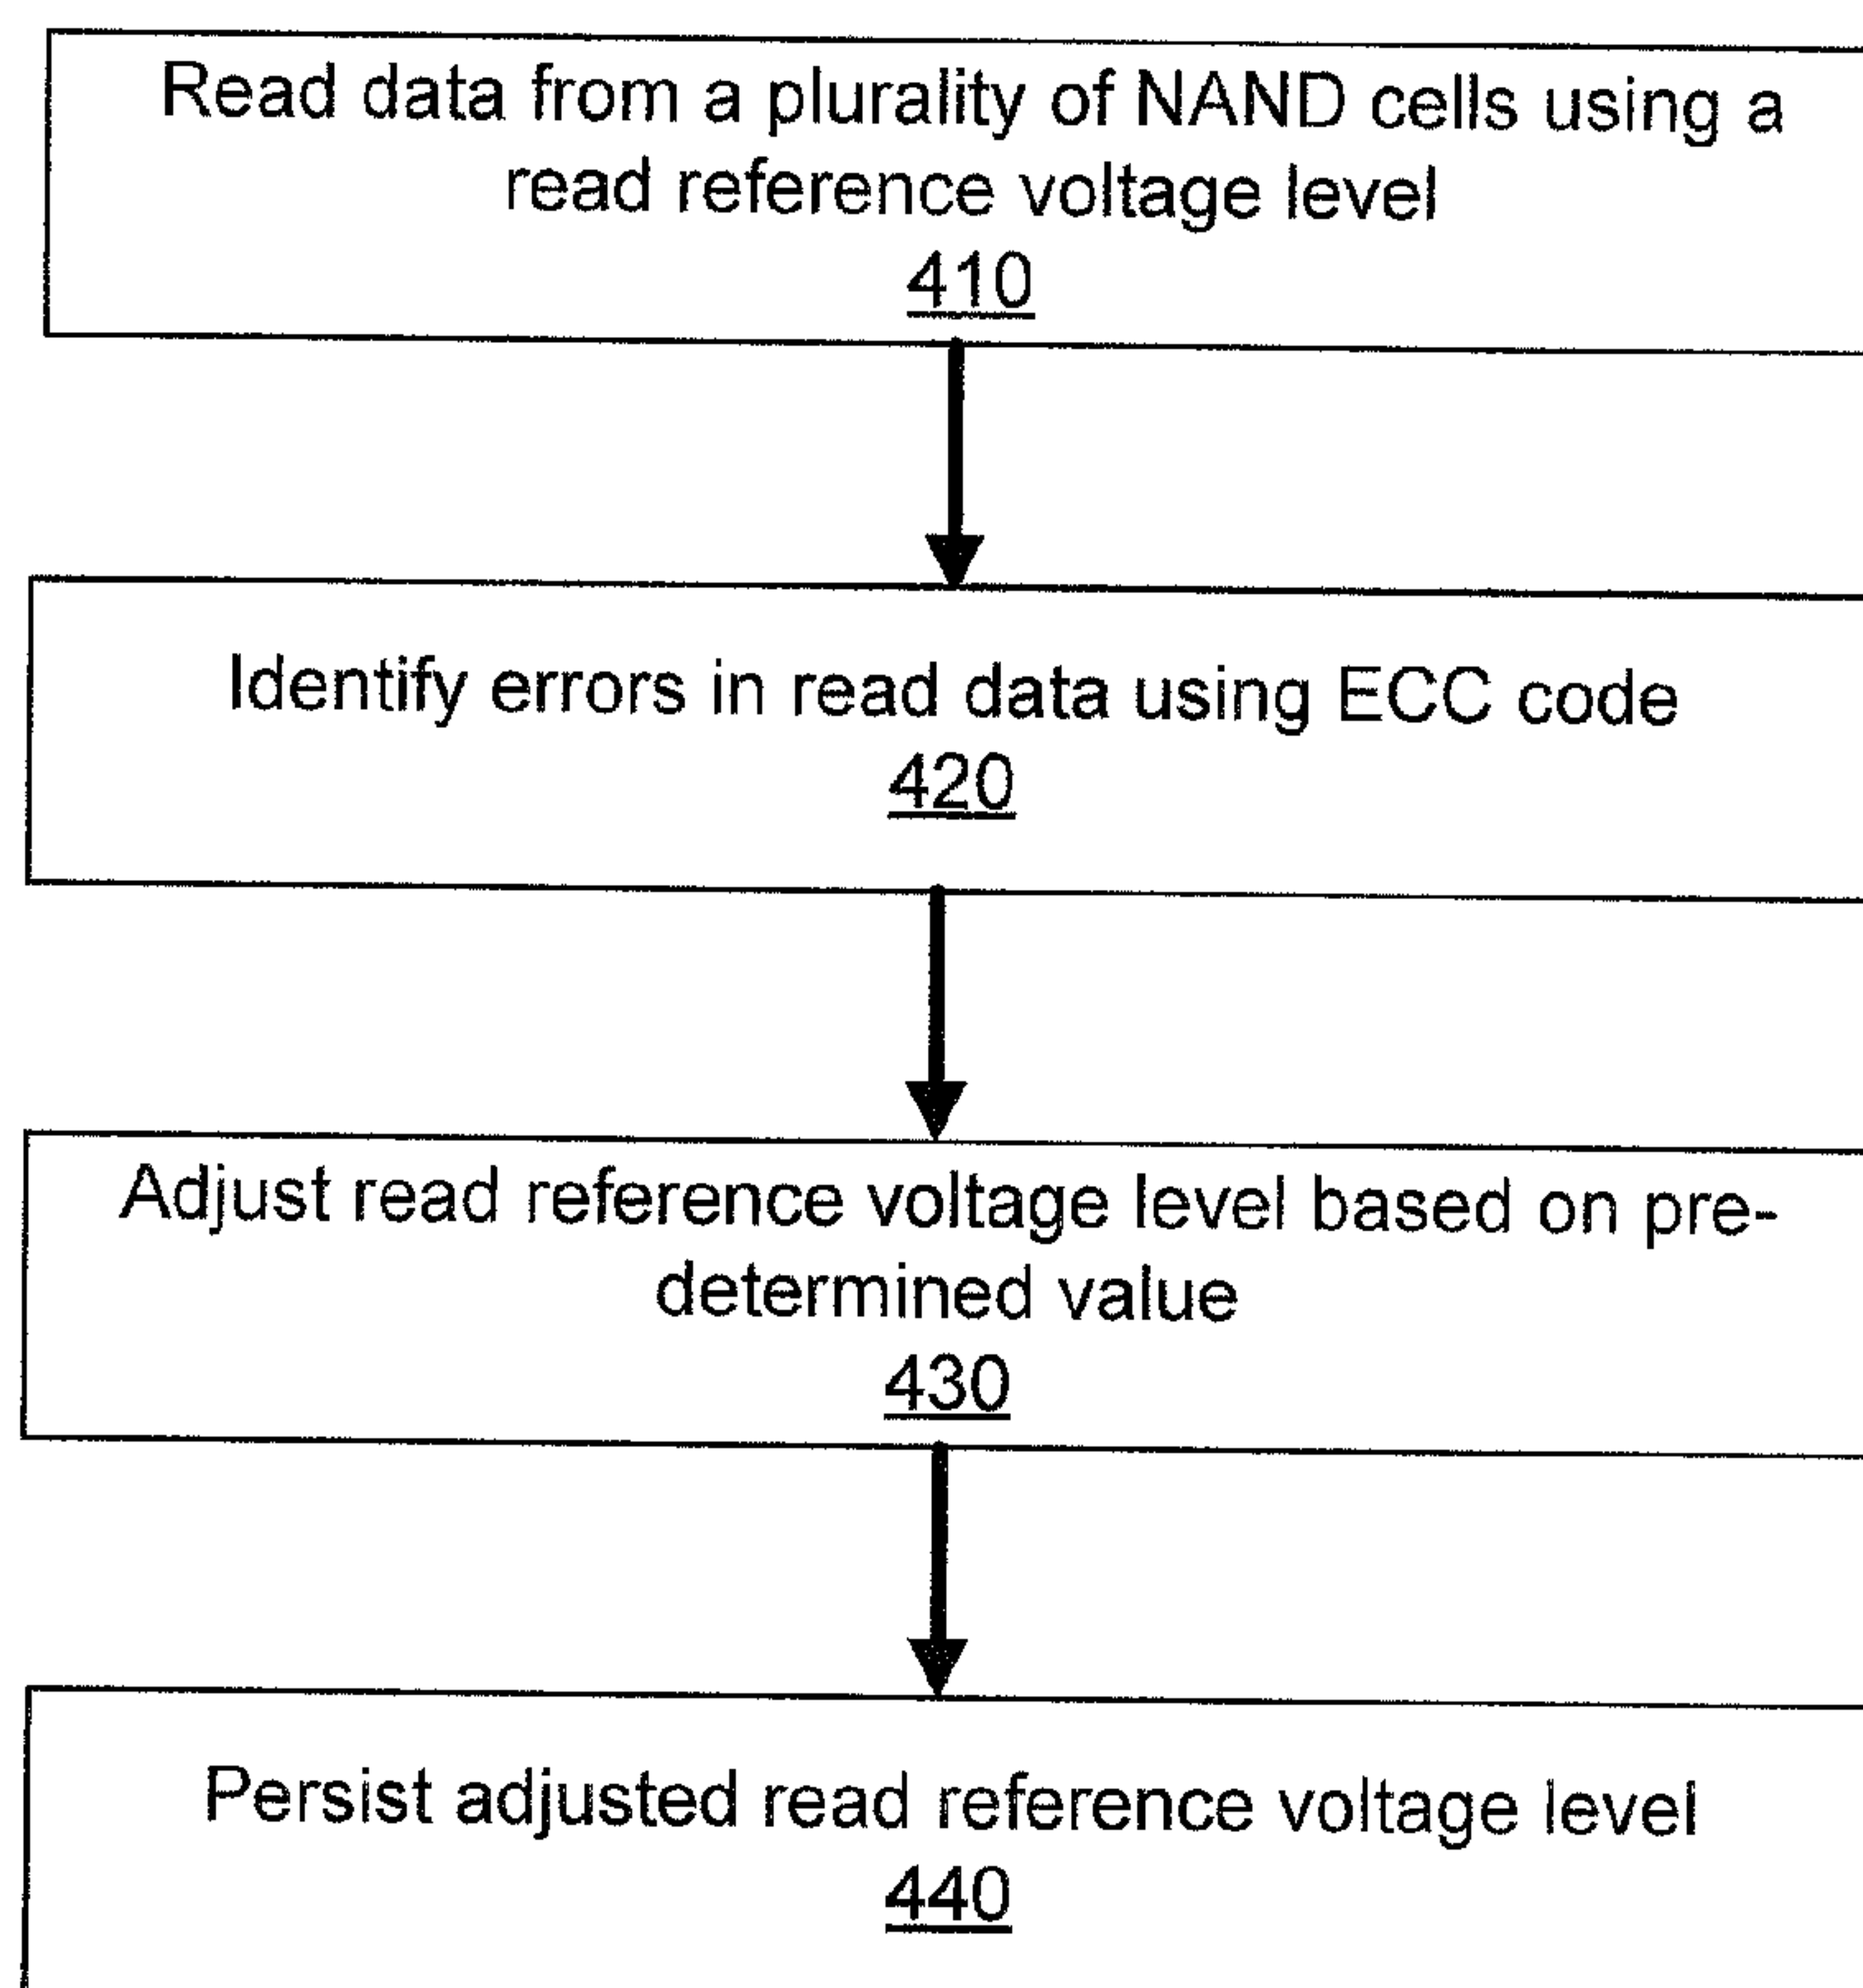 Read data from a plurality of NAND cells using a
read reference voltage level
410
Identify errors in read data using ECC code
420
Adjust read reference voltage level based on pre-
determined value
430
Persist adjusted read reference voltage level
440